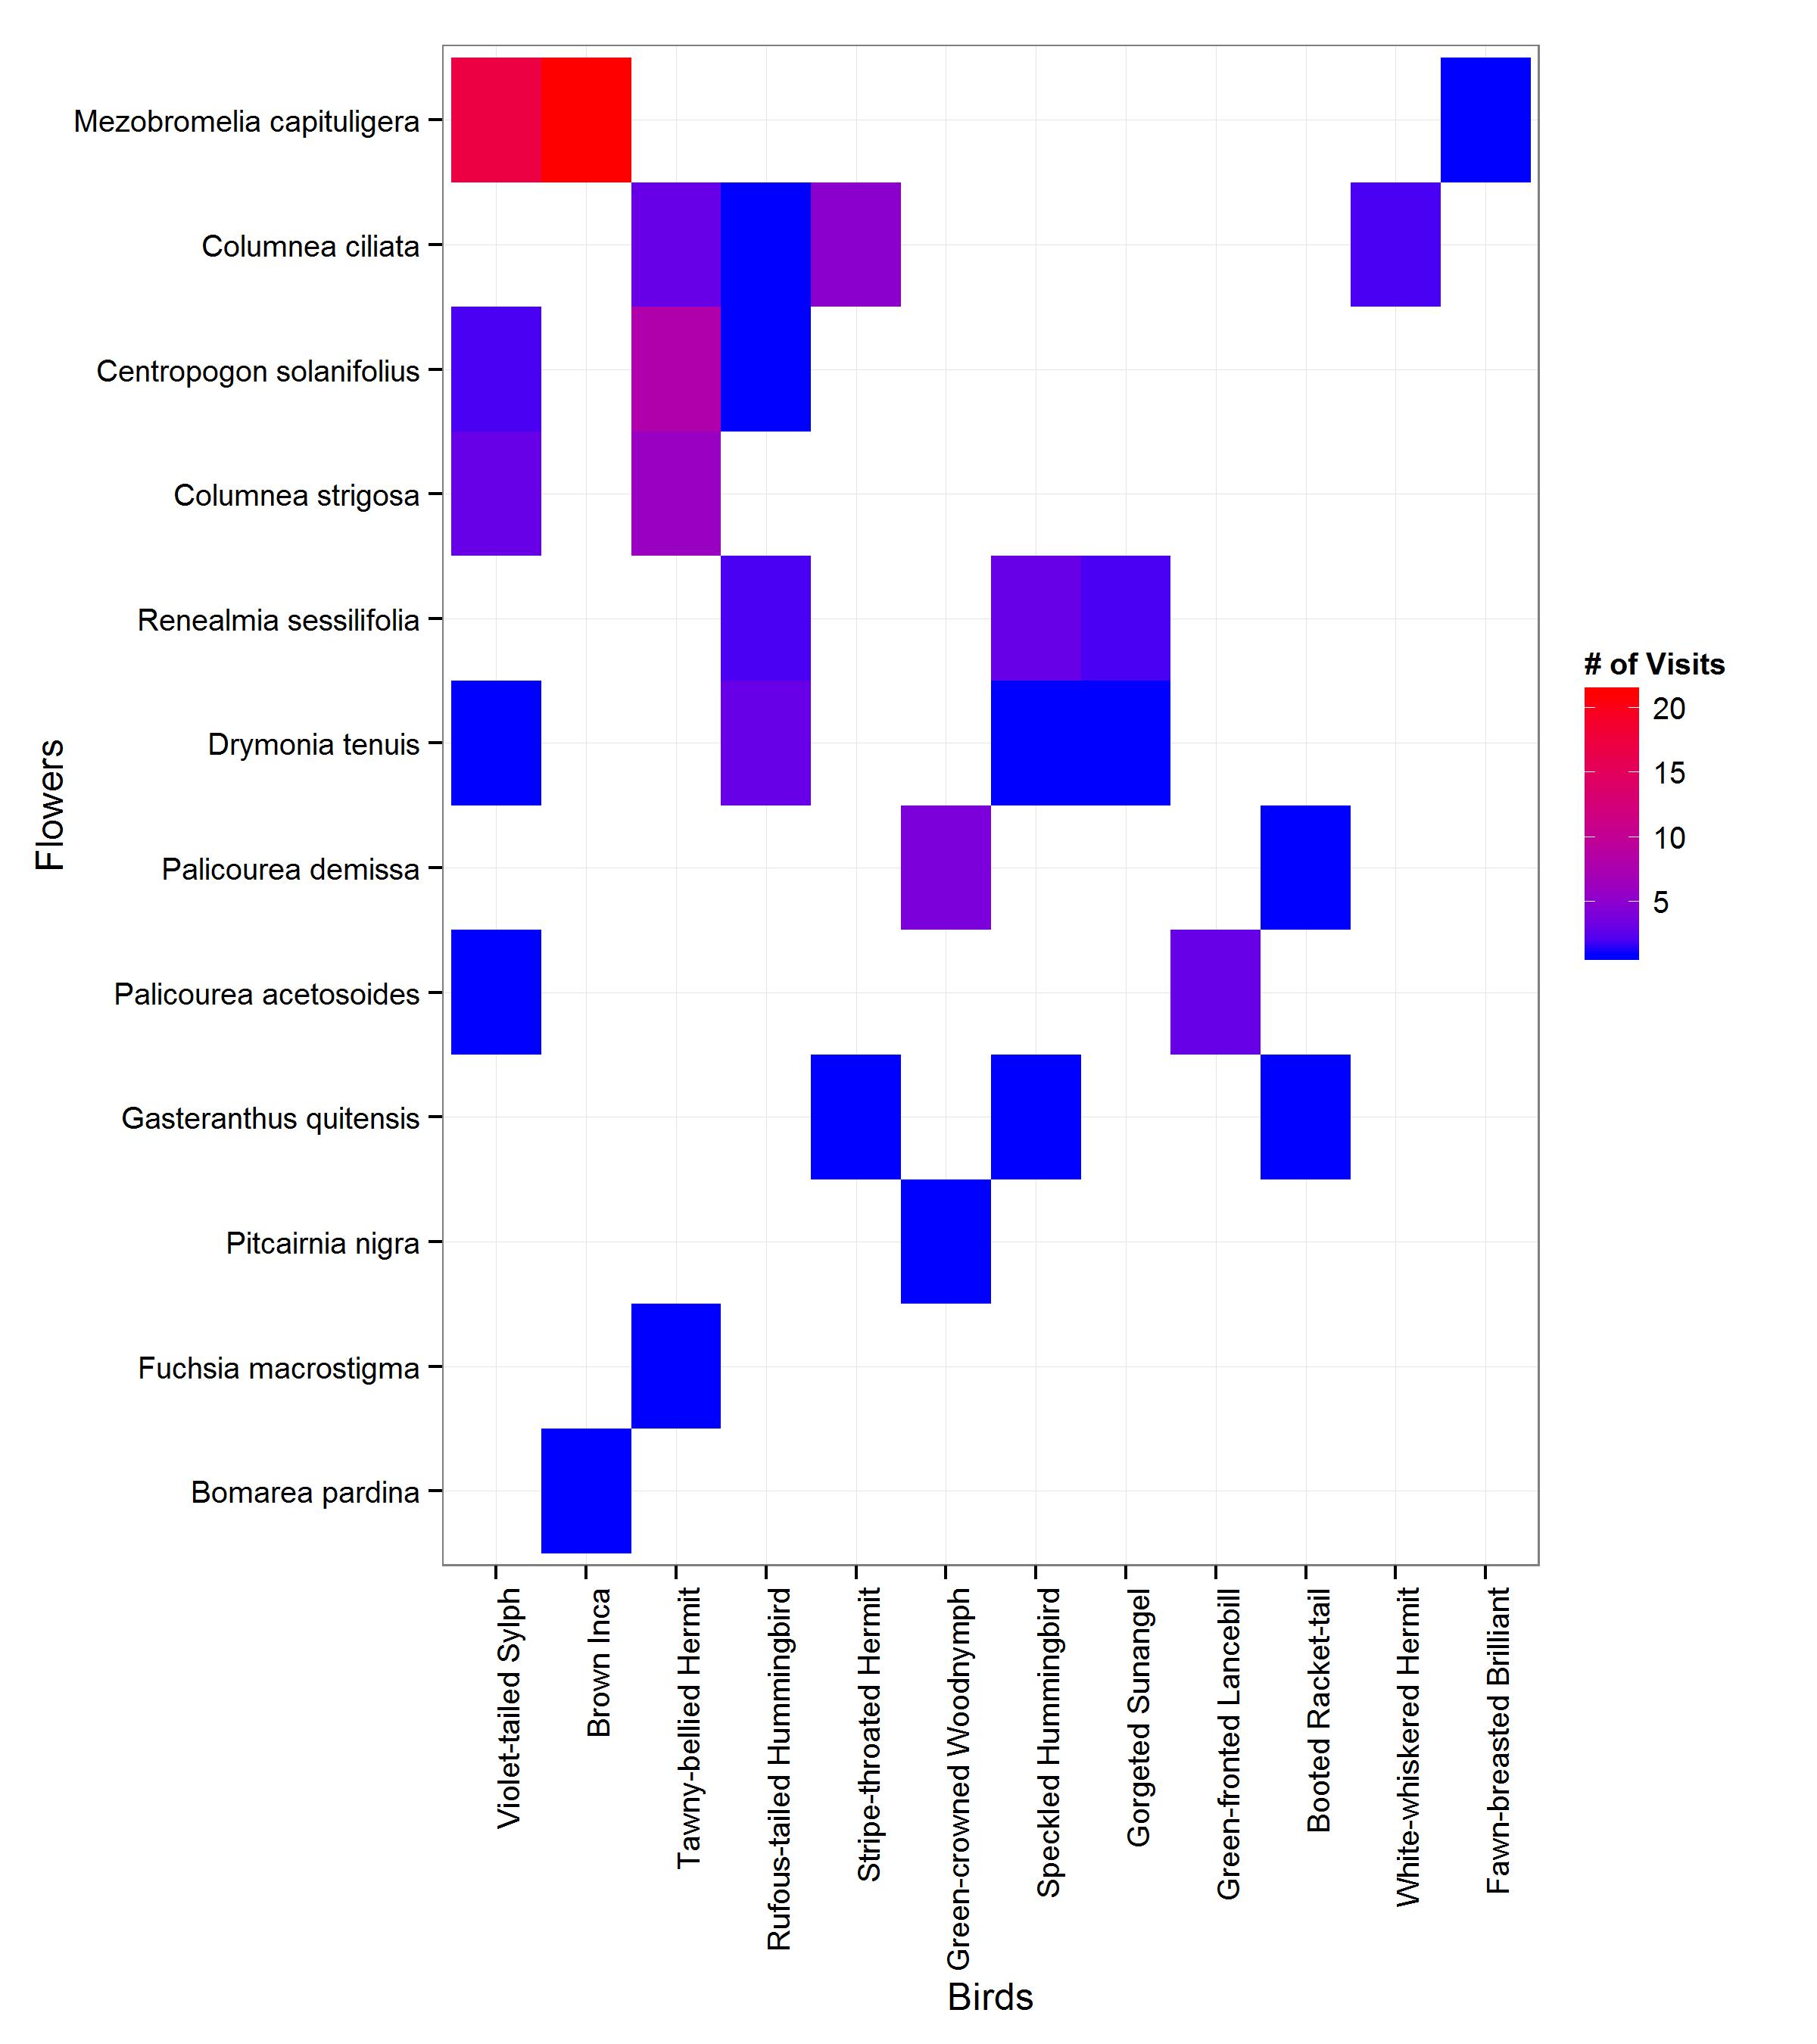 Mezobromelia capituligera
Columnea ciliata
Centropogon solanifolius
Columnea strigosa
Renealmia sessilifolia
Drymonia tenuis
Palicourea demissa
Palicourea acetosoides
Gasteranthus quitensis
Pitcairnia nigra
Fuchsia macrostigma
Bomarea pardina
Flowers
Violet-tailed Sylph
Brown Inca
Tawny-bellied Hermit
Rufous-tailed Hummingbird
Stripe-throated Hermit
Green-crowned Woodnymph
Speckled Hummingbird
Gorgeted Sunangel
Green-fronted Lancebill
Booted Racket-tail
White-whiskered Hermit
Fawn-breasted Brilliant
Birds
# of Visits
20
15
10
5